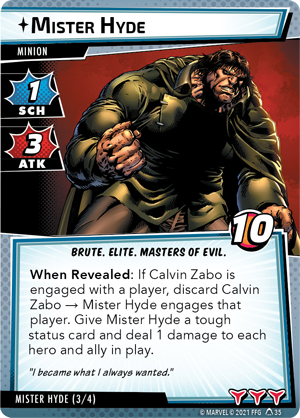 MISTER HYDE
MINION
1
SCH
3
ATK
10
BRUTE. ELITE. MASTERS OF EVIL.
When Revealed: If Calvin Zabo is
engaged with a player, discard Calvin
Zabo → Mister Hyde engages that
player. Give Mister Hyde a tough
status card and deal 1 damage to each
hero and ally in play.
"I became what I always wanted."
MISTER HYDE (3/4)
© MARVEL © 2021 FFG 35